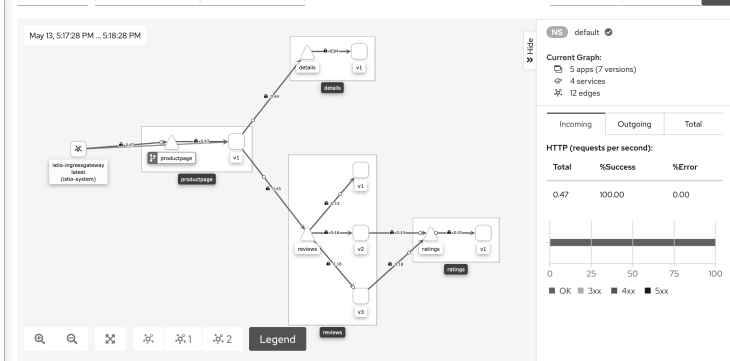 May 13, 5:17:28 PM ... 5:18:28 PM
details
v1
details
productpage
v1
productpage
istio-ingressgateway
latest
(istio-system)
v1
reviews
v2
v3
reviews
ratings
v1
ratings
1
2
Legend
Hide
NS default
Current Graph:
5 apps (7 versions)
4 services
12 edges
Incoming Outgoing Total
HTTP (requests per second):
Total %Success %Error
0.47 100.00 0.00
0 25 50 75 100
OK 3xx 4xx 5xx